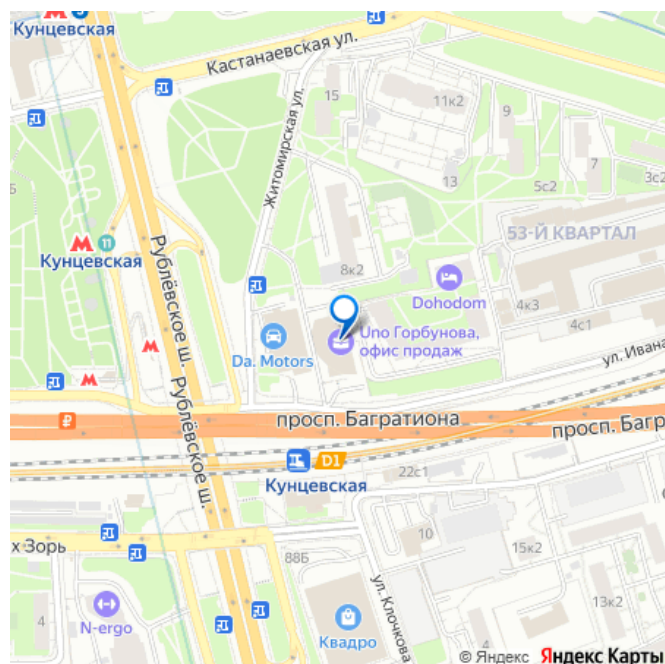 Кунцевская
Кастанаевская ул.
15
11к2
9
Житомирская ул.
7
13
5с2
3с2
5
11
Кунцевская
53-Й КВАРТАЛ
8к2
Dohodom
4к3
4с1
Рублёвское ш.
Da. Motors
Uno Горбунова,
офис продаж
ул. Ивана
Рублёвское ш.
просп. Багратиона
просп. Багр
D1
Кунцевская
22с1
10
х Зорь
88Б
15к2
ул. Клочкова
13к2
4
N-ergo
Квадро
© Яндекс Яндекс Карты